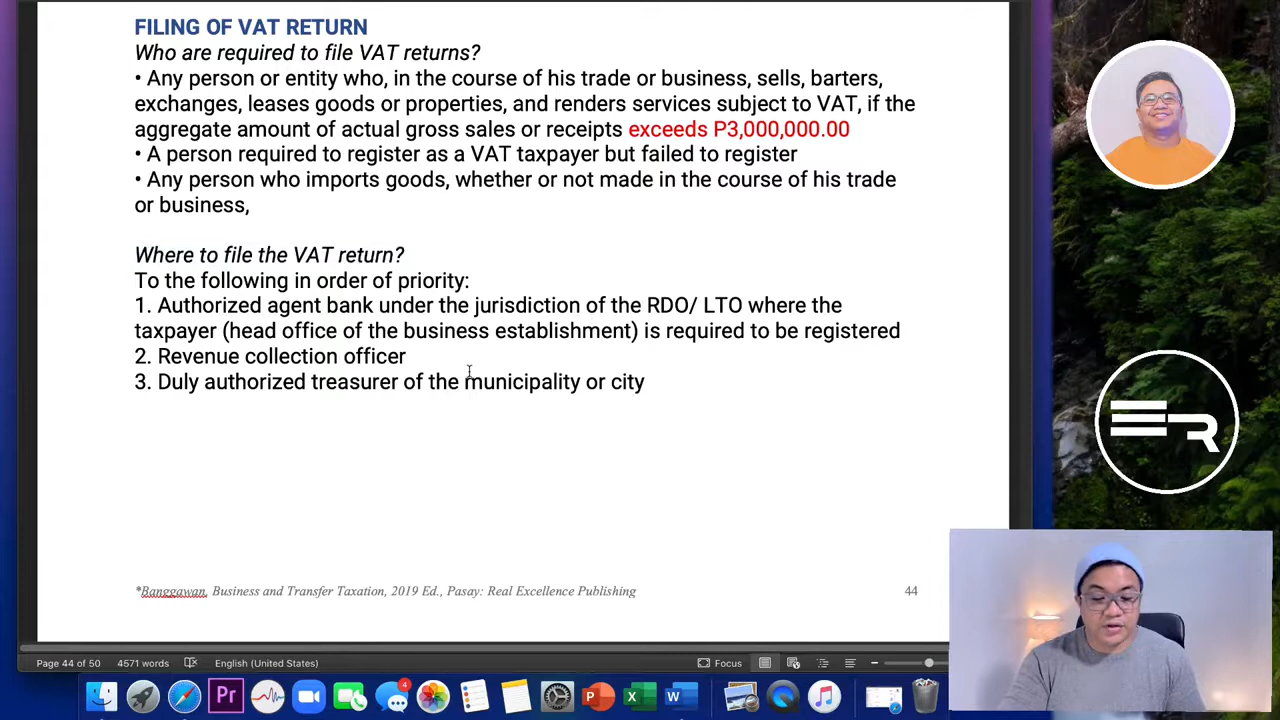 FILING OF VAT RETURN
Who are required to file VAT returns?
• Any person or entity who, in the course of his trade or business, sells, barters,
exchanges, leases goods or properties, and renders services subject to VAT, if the
aggregate amount of actual gross sales or receipts exceeds P3,000,000.00
• A person required to register as a VAT taxpayer but failed to register
• Any person who imports goods, whether or not made in the course of his trade
or business,
Where to file the VAT return?
To the following in order of priority:
1. Authorized agent bank under the jurisdiction of the RDO/ LTO where the
taxpayer (head office of the business establishment) is required to be registered
2. Revenue collection officer
3. Duly authorized treasurer of the municipality or city
*Banggawan, Business and Transfer Taxation, 2019 Ed., Pasay: Real Excellence Publishing
44
ER
Page 44 of 50
4571 words
English (United States)
Focus
Pr
4
P
X
W